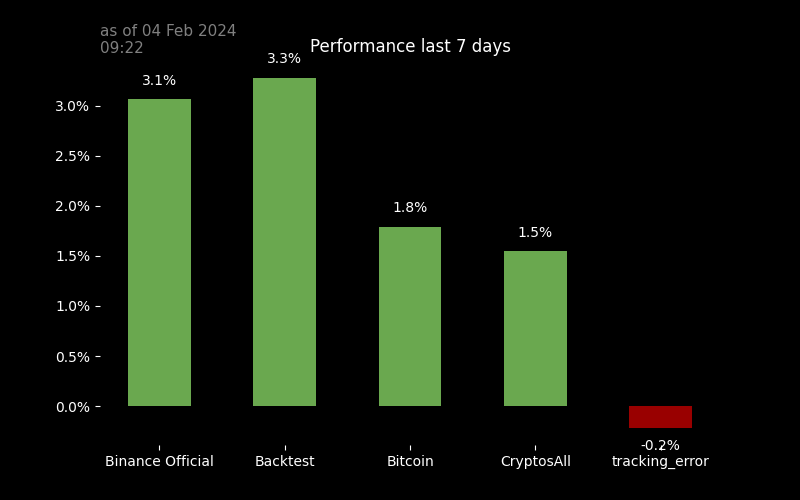 as of 04 Feb 2024
09:22
Performance last 7 days
3.1%
3.3%
1.8%
1.5%
-0.2%
3.0%
2.5%
2.0%
1.5%
1.0%
0.5%
0.0%
Binance Official
Backtest
Bitcoin
CryptosAll
tracking_error